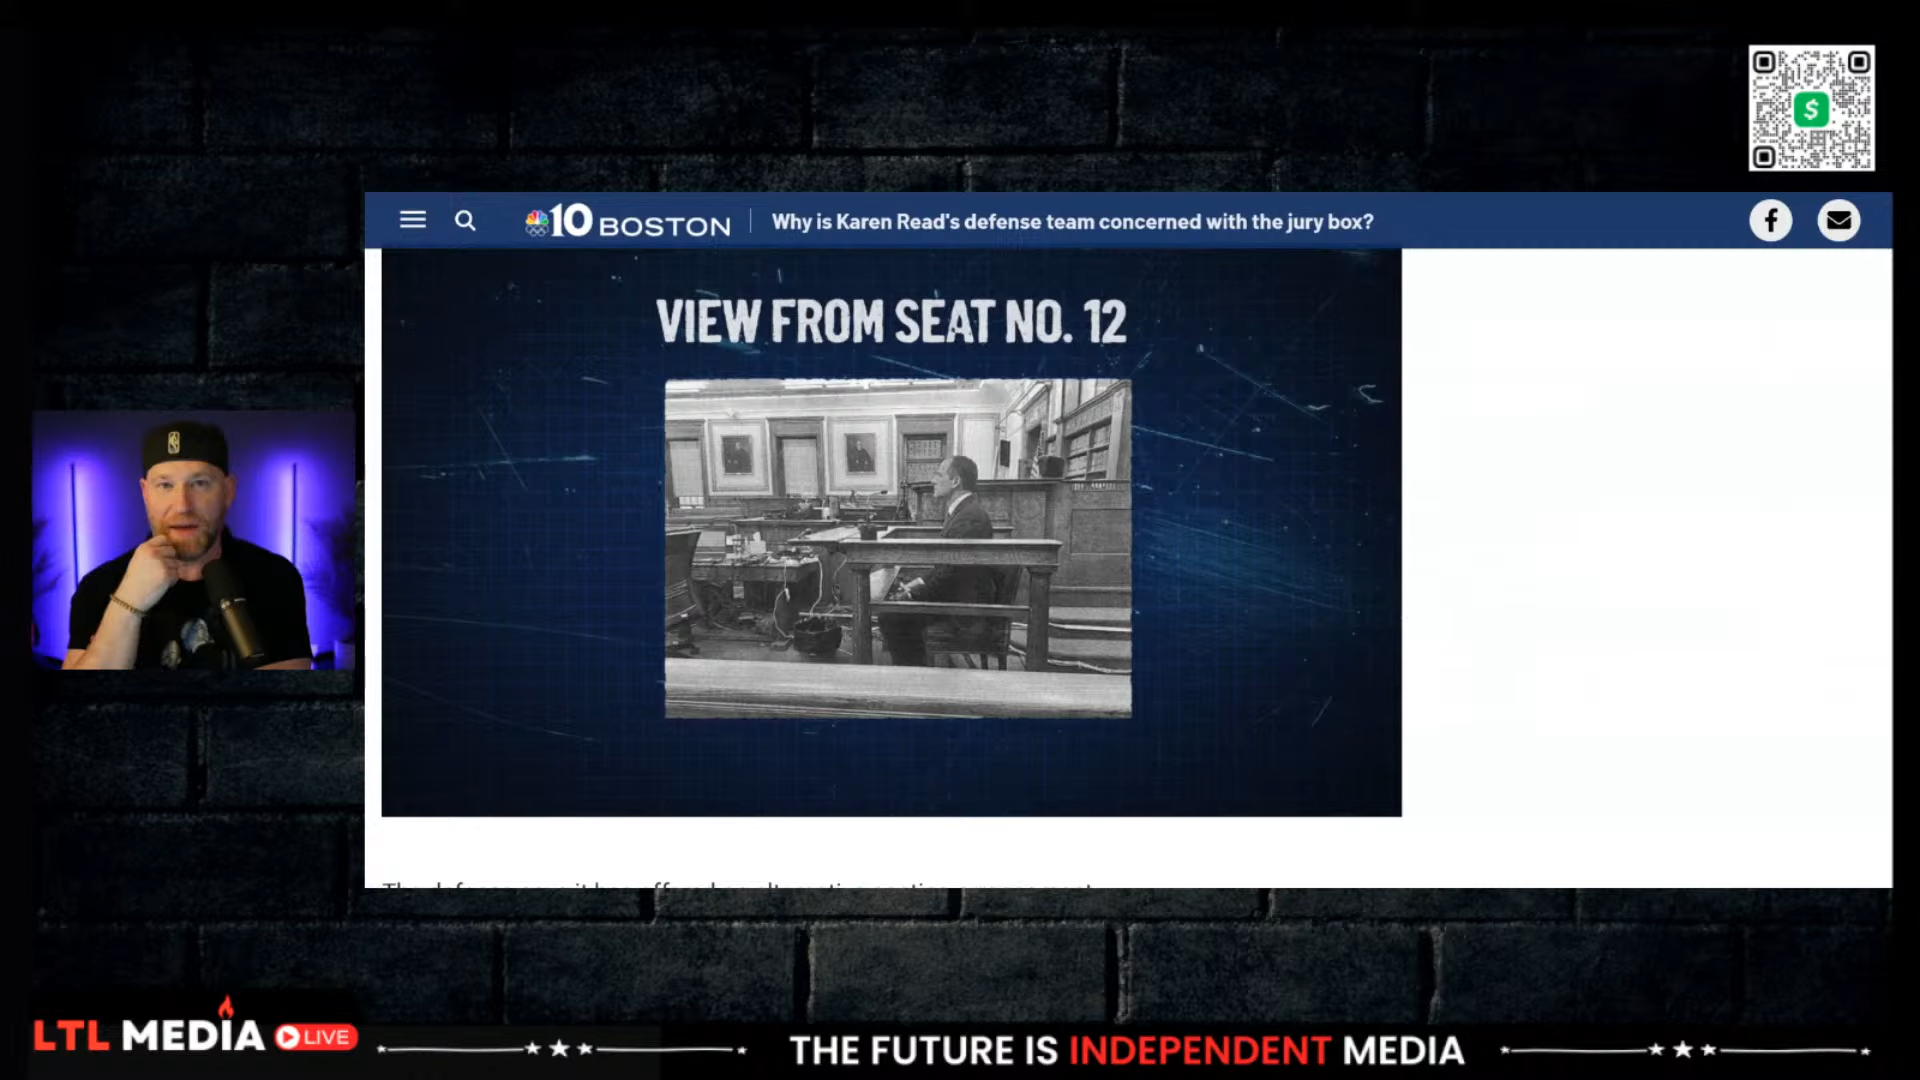 10 BOSTON
Why is Karen Read's defense team concerned with the jury box?
VIEW FROM SEAT NO. 12
LTL MEDIA LIVE
THE FUTURE IS INDEPENDENT MEDIA